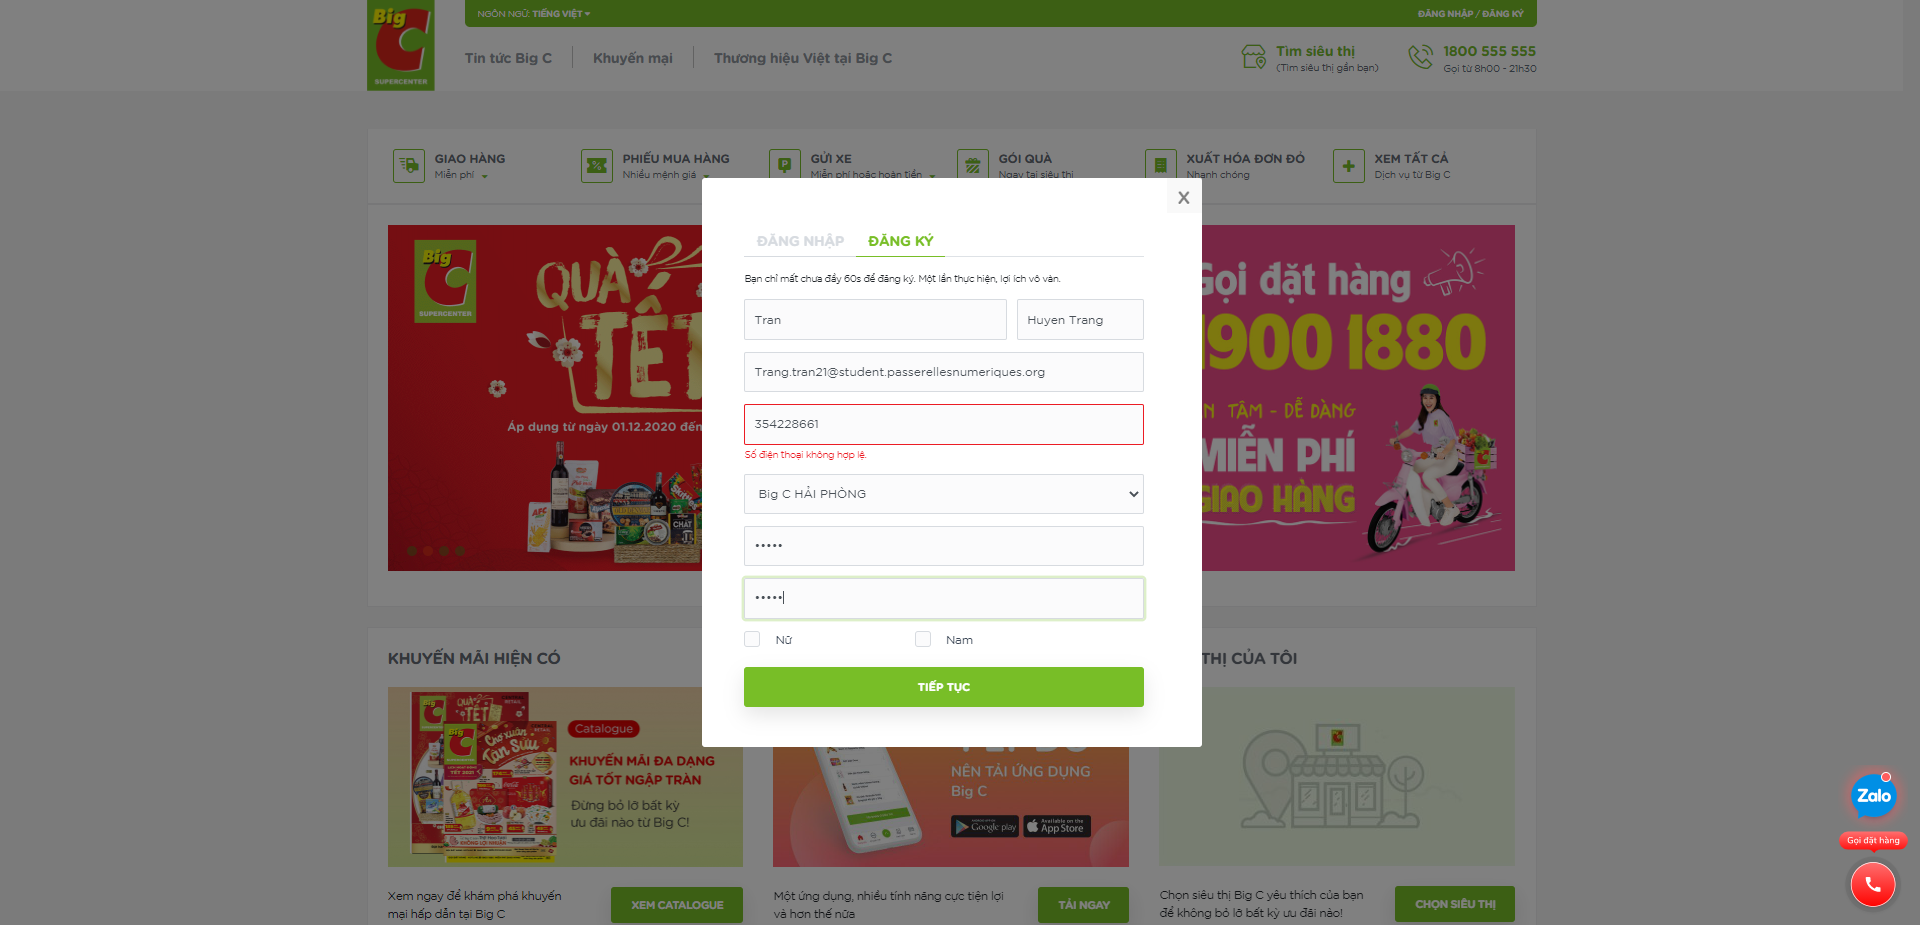 Big
C
SUPERCENTER
NGÔN NGỮ: TIẾNG VIỆT
ĐĂNG NHẬP / ĐĂNG KÝ
Tin tức Big C
Khuyến mại
Thương hiệu Việt tại Big C
Tìm siêu thị
(Tìm siêu thị gần bạn)
1800 555 555
Gọi từ 8h00 - 21h30
GIAO HÀNG
Miễn phí
PHIẾU MUA HÀNG
Nhiều mệnh giá
GỬI XE
Miễn phí hoặc hoàn tiền
GÓI QUÀ
Ngay tại siêu thị
XUẤT HÓA ĐƠN ĐỎ
Nhanh chóng
XEM TẤT CẢ
Dịch vụ từ Big C
X
ĐĂNG NHẬP
ĐĂNG KÝ
Bạn chỉ mất chưa đầy 60s để đăng ký. Một lần thực hiện, lợi ích vô vàn.
Tran
Huyen Trang
Trang.tran21@student.passerellesnumeriques.org
354228661
Số điện thoại không hợp lệ.
Big C HẢI PHÒNG
•••••
•••••
Nữ
Nam
TIẾP TỤC
Big
C
SUPERCENTER
QUÀ
TẾT
Áp dụng từ ngày 01.12.2020 đến
Gọi đặt hàng
1900 1880
N TÂM - DỄ DÀNG
MIỄN PHÍ
GIAO HÀNG
KHUYẾN MÃI HIỆN CÓ
THỊ CỦA TÔI
Catalogue
KHUYẾN MÃI ĐA DẠNG
GIÁ TỐT NGẬP TRÀN
Đừng bỏ lỡ bất kỳ
ưu đãi nào từ Big C!
QUÀ TẾT
Chợ xuân
Tân Sửu
NỀN TẢI ỨNG DỤNG
Big C
Google play
Available on the
App Store
Xem ngay để khám phá khuyến
mại hấp dẫn tại Big C
XEM CATALOGUE
Một ứng dụng, nhiều tính năng cực tiện lợi
và hơn thế nữa
TẢI NGAY
Chọn siêu thị Big C yêu thích của bạn
để không bỏ lỡ bất kỳ ưu đãi nào!
CHỌN SIÊU THỊ
Zalo
Gọi đặt hàng